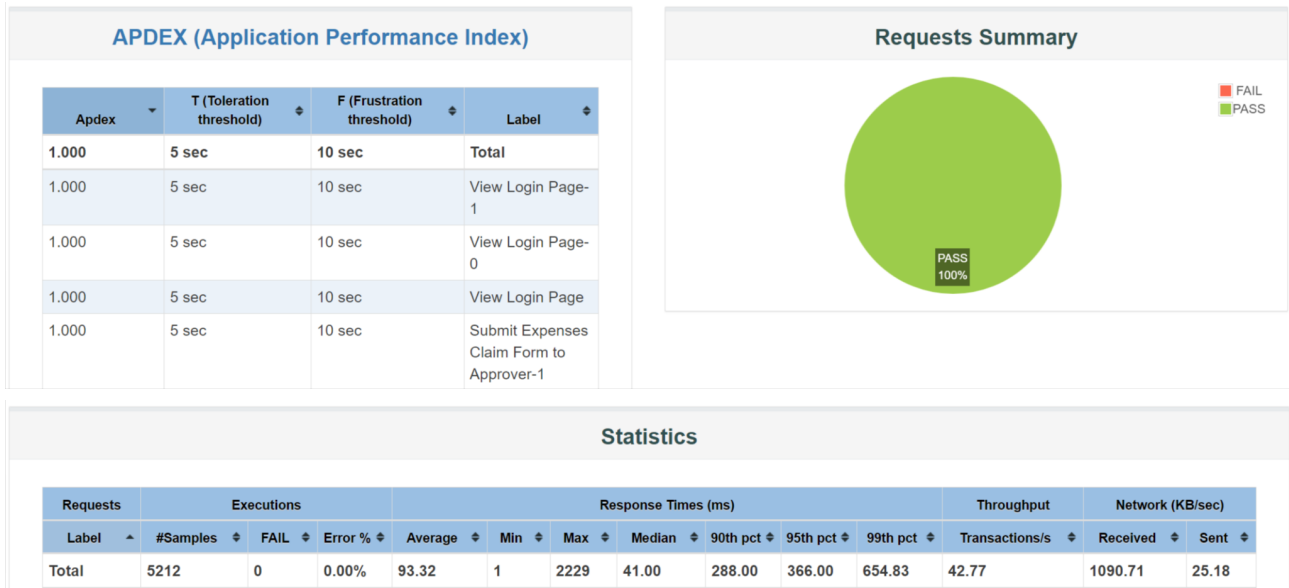 APDEX (Application Performance Index)
Apdex T (Toleration threshold) F (Frustration threshold) Label
1.000 5 sec 10 sec Total
1.000 5 sec 10 sec View Login Page-
1
1.000 5 sec 10 sec View Login Page-
0
1.000 5 sec 10 sec View Login Page
1.000 5 sec 10 sec Submit Expenses
Claim Form to
Approver-1
Requests Summary
FAIL
PASS
PASS
100%
Statistics
Requests Executions Response Times (ms) Throughput Network (KB/sec)
Label #Samples FAIL Error % Average Min Max Median 90th pct 95th pct 99th pct Transactions/s Received Sent
Total 5212 0 0.00% 93.32 1 2229 41.00 288.00 366.00 654.83 42.77 1090.71 25.18